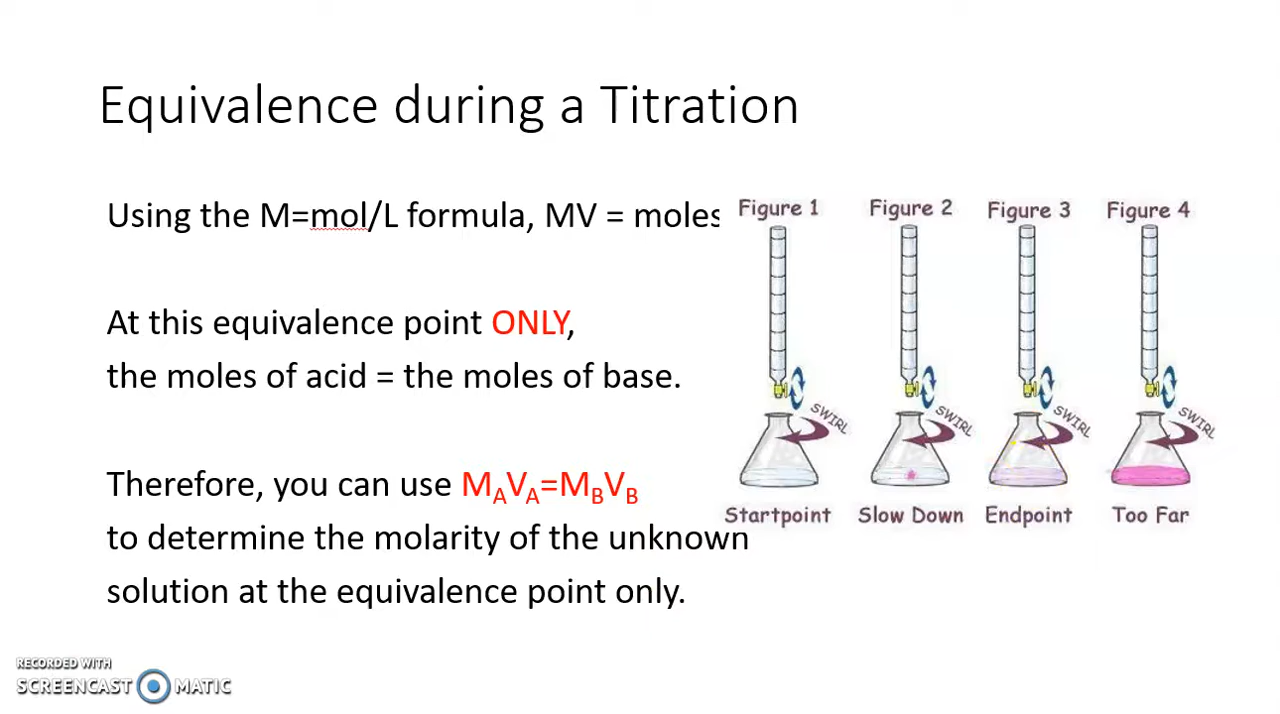 Equivalence during a Titration
Using the M=mol/L formula, MV = moles
At this equivalence point ONLY,
the moles of acid = the moles of base.
Therefore, you can use MAVA=MBVB
to determine the molarity of the unknown
solution at the equivalence point only.
Figure 1 Figure 2 Figure 3 Figure 4
SWIRL SWIRL SWIRL SWIRL
Startpoint Slow Down Endpoint Too Far
RECORDED WITH
SCREENCAST MATIC